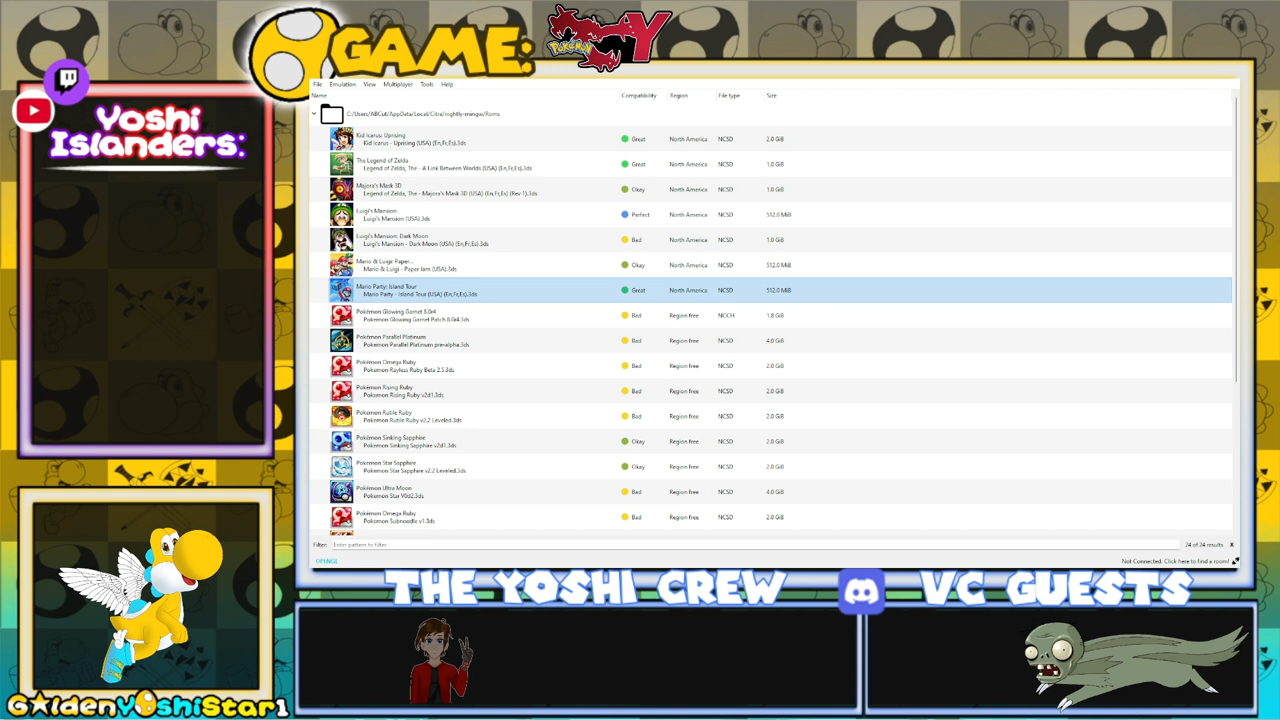 GAME:
POKÉMON Y
Yoshi
Islanders:
File Emulation View Multiplayer Tools Help
Name Compatibility Region File type Size
C:/Users/ABCut/AppData/Local/Citra/nightly-mingw/Roms
Kid Icarus: Uprising
Kid Icarus - Uprising (USA) (En,Fr,Es).3ds Great North America NCSD 2.0 GiB
The Legend of Zelda
Legend of Zelda, The - A Link Between Worlds (USA) (En,Fr,Es).3ds Great North America NCSD 1.0 GiB
Majora's Mask 3D
Legend of Zelda, The - Majora's Mask 3D (USA) (En,Fr,Es) (Rev 1).3ds Okay North America NCSD 1.0 GiB
Luigi's Mansion
Luigi's Mansion (USA).3ds Perfect North America NCSD 512.0 MiB
Luigi's Mansion: Dark Moon
Luigi's Mansion - Dark Moon (USA) (En,Fr,Es).3ds Bad North America NCSD 1.0 GiB
Mario & Luigi: Paper...
Mario & Luigi - Paper Jam (USA).3ds Okay North America NCSD 512.0 MiB
Mario Party: Island Tour
Mario Party - Island Tour (USA) (En,Fr,Es).3ds Great North America NCSD 512.0 MiB
Pokémon Glowing Garnet 8.0r4
Pokemon Glowing Garnet Patch 8.0r4.3ds Bad Region free NCCH 1.8 GiB
Pokémon Parallel Platinum
Pokemon Parallel Platinum pre-alpha.3ds Bad Region free NCSD 4.0 GiB
Pokémon Omega Ruby
Pokemon Rayless Ruby Beta 2.5.3ds Bad Region free NCSD 2.0 GiB
Pokémon Rising Ruby
Pokemon Rising Ruby v2d1.3ds Bad Region free NCSD 2.0 GiB
Pokémon Rutile Ruby
Pokemon Rutile Ruby v2.2 Leveled.3ds Bad Region free NCSD 2.0 GiB
Pokémon Sinking Sapphire
Pokemon Sinking Sapphire v2d1.3ds Okay Region free NCSD 2.0 GiB
Pokémon Star Sapphire
Pokemon Star Sapphire v2.2 Leveled.3ds Okay Region free NCSD 2.0 GiB
Pokémon Ultra Moon
Pokemon Star V0d2.3ds Bad Region free NCSD 4.0 GiB
Pokémon Omega Ruby
Pokemon Subnoodle v1.3ds Bad Region free NCSD 2.0 GiB
Filter: Enter pattern to filter 24 of 24 results X
OPENGL Not Connected. Click here to find a room!
THE YOSHI CREW VC GUESTS
GoldenYoshiStar1